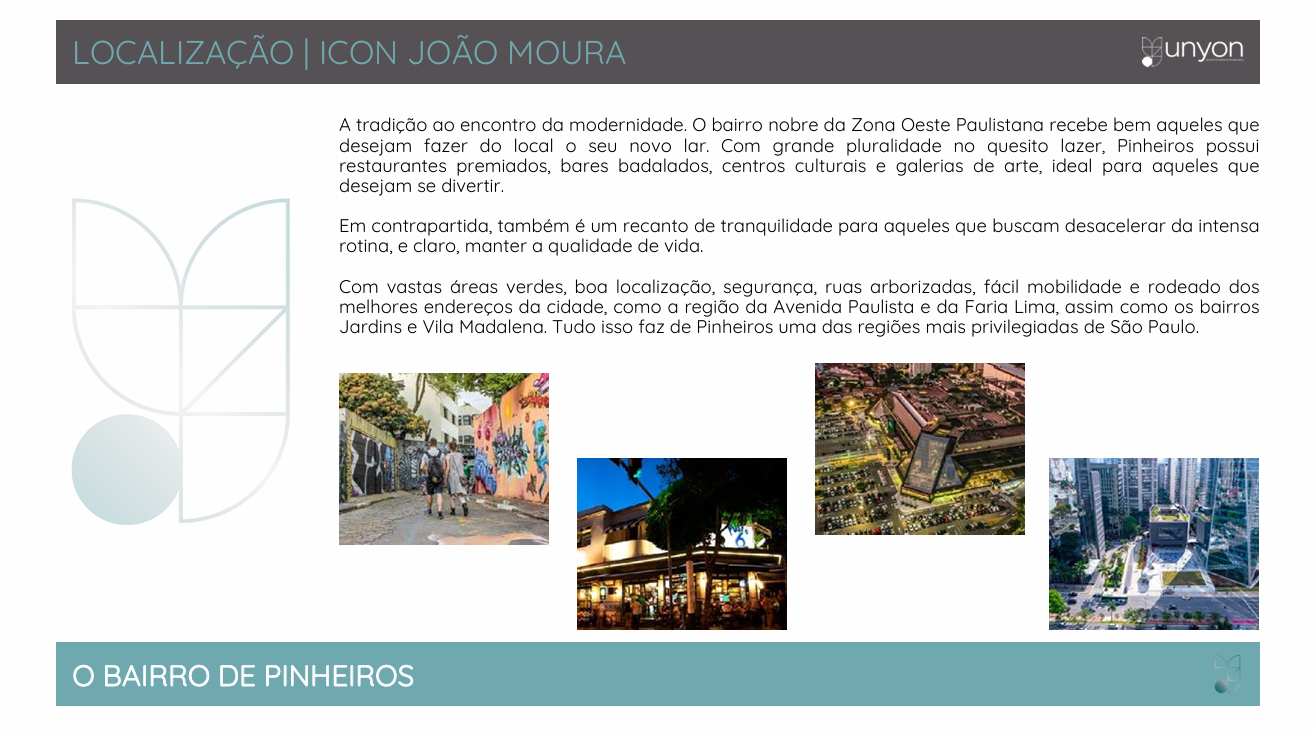 LOCALIZAÇÃO | ICON JOÃO MOURA
unyon
A tradição ao encontro da modernidade. O bairro nobre da Zona Oeste Paulistana recebe bem aqueles que
desejam fazer do local o seu novo lar. Com grande pluralidade no quesito lazer, Pinheiros possui
restaurantes premiados, bares badalados, centros culturais e galerias de arte, ideal para aqueles que
desejam se divertir.
Em contrapartida, também é um recanto de tranquilidade para aqueles que buscam desacelerar da intensa
rotina, e claro, manter a qualidade de vida.
Com vastas áreas verdes, boa localização, segurança, ruas arborizadas, fácil mobilidade e rodeado dos
melhores endereços da cidade, como a região da Avenida Paulista e da Faria Lima, assim como os bairros
Jardins e Vila Madalena. Tudo isso faz de Pinheiros uma das regiões mais privilegiadas de São Paulo.
O BAIRRO DE PINHEIROS